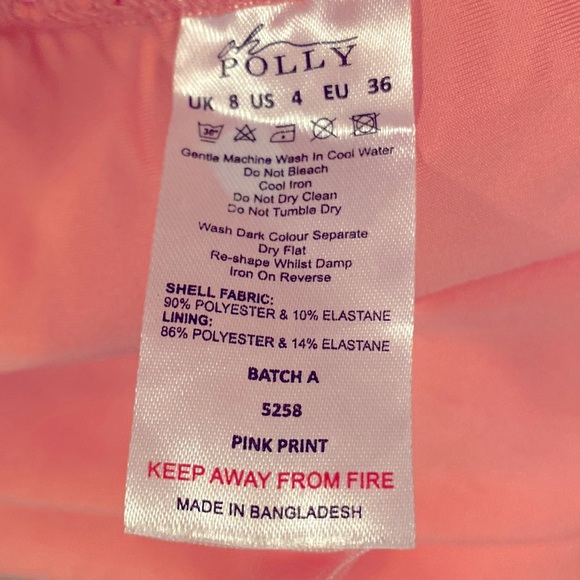 oh
POLLY
UK 8 US 4 EU 36
30°
Gentle Machine Wash In Cool Water
Do Not Bleach
Cool Iron
Do Not Dry Clean
Do Not Tumble Dry
Wash Dark Colour Separate
Dry Flat
Re-shape Whilst Damp
Iron On Reverse
SHELL FABRIC:
90% POLYESTER & 10% ELASTANE
LINING:
86% POLYESTER & 14% ELASTANE
BATCH A
5258
PINK PRINT
KEEP AWAY FROM FIRE
MADE IN BANGLADESH